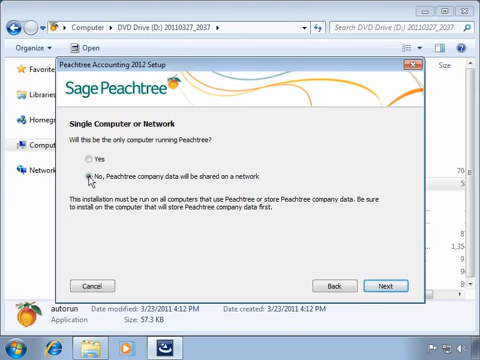 Computer
DVD Drive (D:) 20110327_2037
Search DVD Drive (D:) 20110327_2037
Organize
Open
Peachtree Accounting 2012 Setup
Size
Favorite
Sage Peachtree
Libraries
Single Computer or Network
Homegr
Will this be the only computer running Peachtree?
Comput
Yes
Network
No, Peachtree company data will be shared on a network
This installation must be run on all computers that use Peachtree or store Peachtree company data. Be sure
to install on the computer that will store Peachtree company data first.
Cancel
Back
Next
autorun
Date modified: 3/23/2011 4:12 PM
Date created: 3/23/2011 4:12 PM
Application
Size: 57.3 KB
4:12 PM